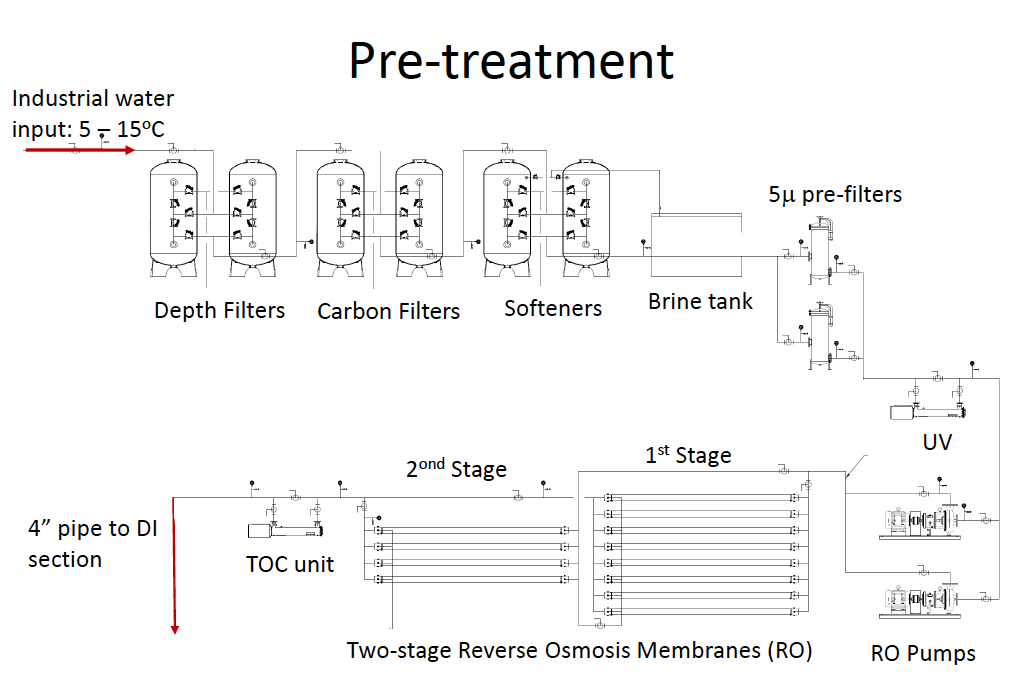 Pre-treatment
Industrial water
input: 5 – 15ºC
5µ pre-filters
Depth Filters
Carbon Filters
Softeners
Brine tank
UV
2ond Stage
1st Stage
4” pipe to DI
section
TOC unit
Two-stage Reverse Osmosis Membranes (RO)
RO Pumps